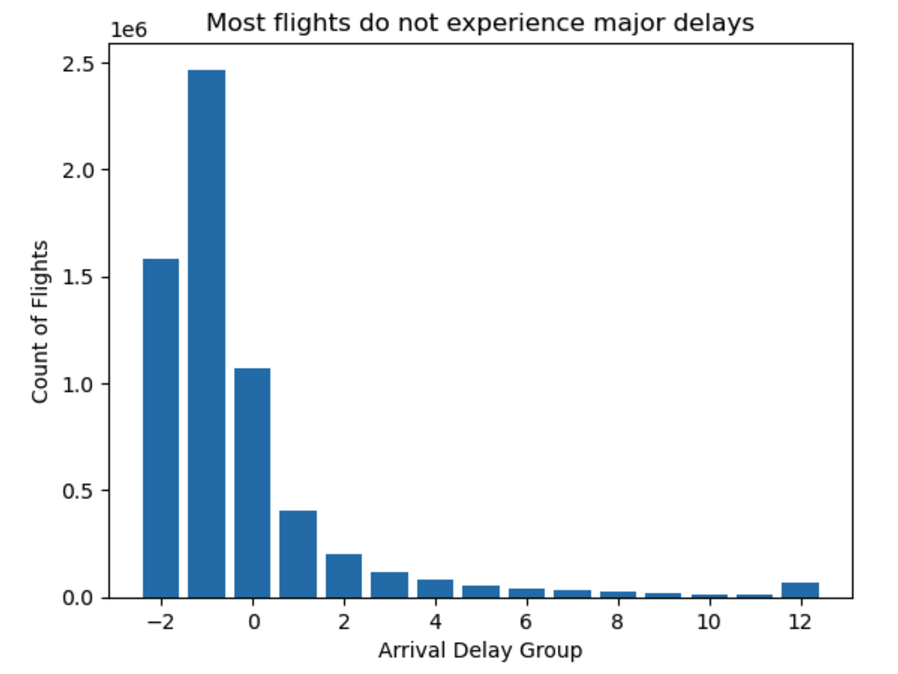 Most flights do not experience major delays
1e6
2.5
2.0
1.5
1.0
0.5
0.0
Count of Flights
−2 0 2 4 6 8 10 12
Arrival Delay Group